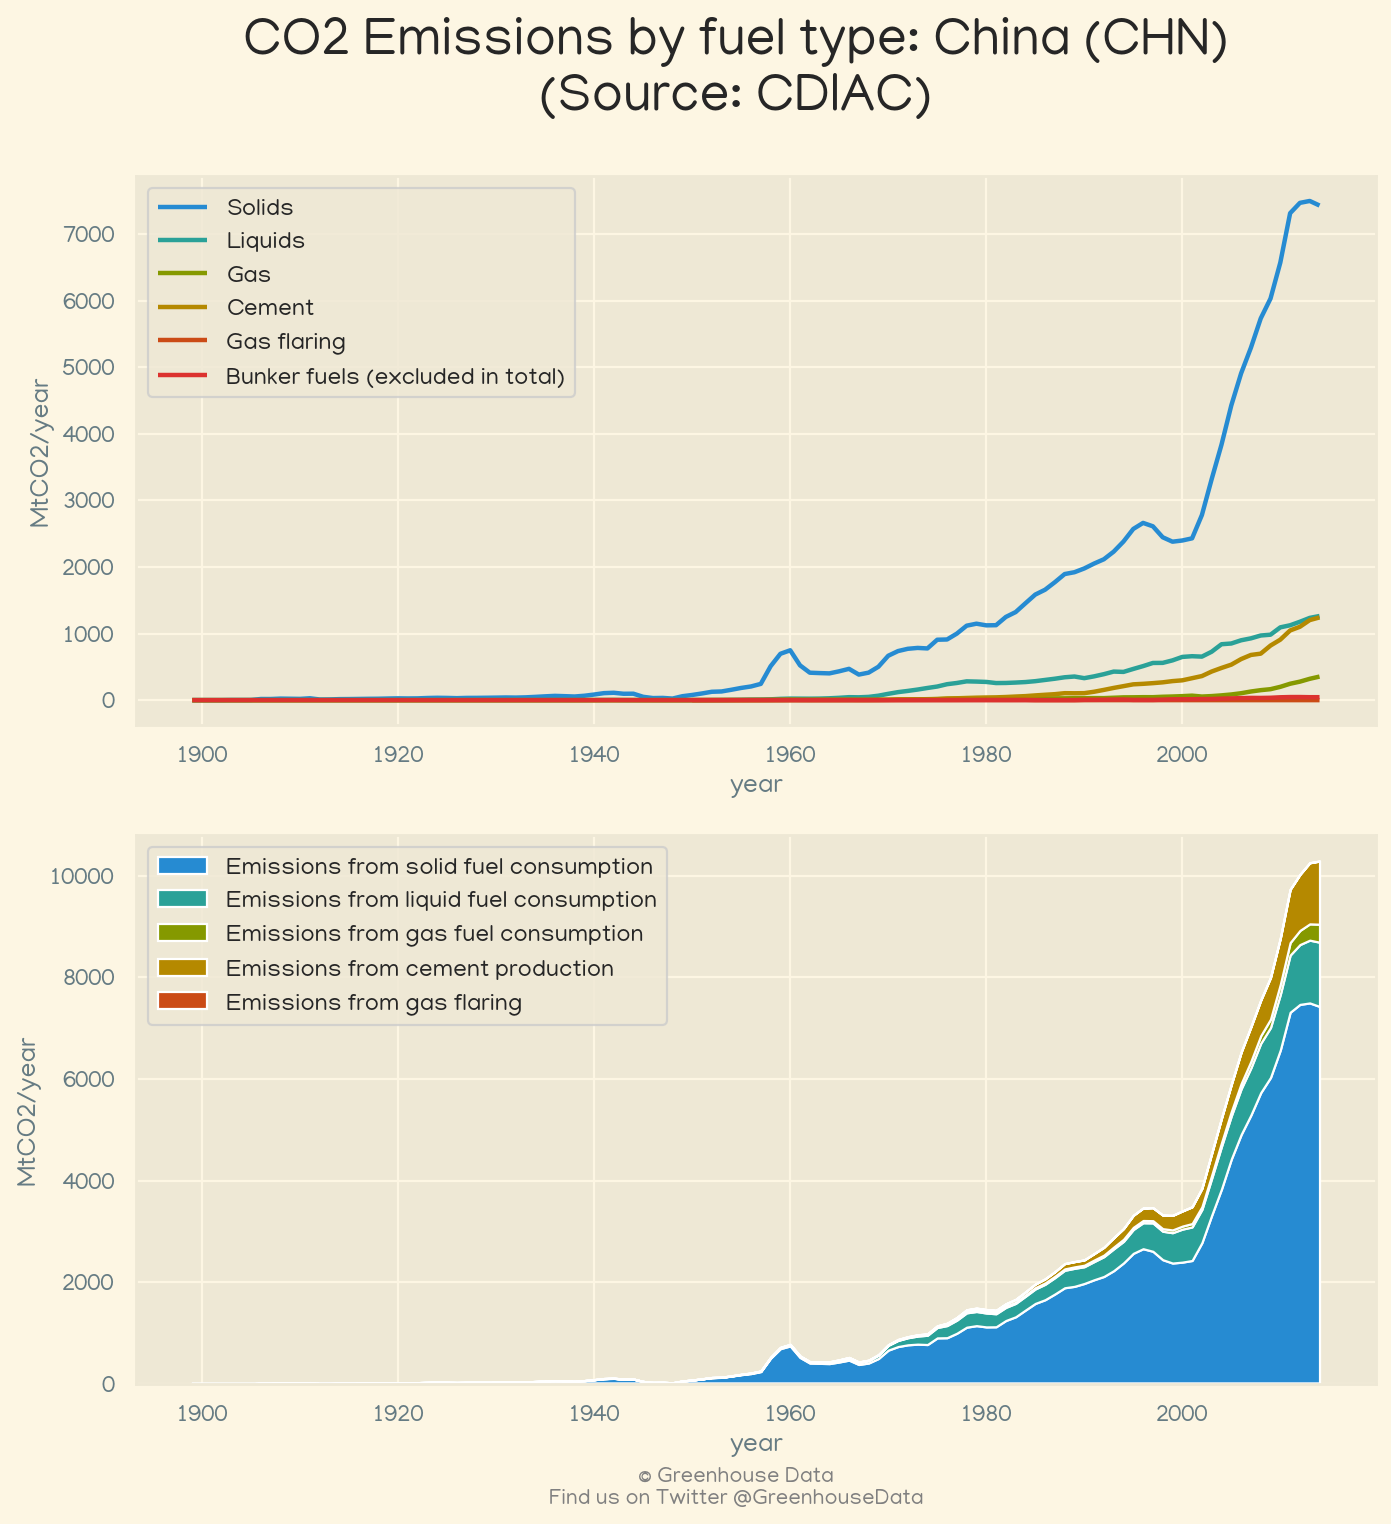 CO2 Emissions by fuel type: China (CHN)
(Source: CDIAC)
Solids
Liquids
Gas
Cement
Gas flaring
Bunker fuels (excluded in total)
7000
6000
5000
4000
3000
2000
1000
0
MtCO2/year
1900 1920 1940 1960 1980 2000
year
Emissions from solid fuel consumption
Emissions from liquid fuel consumption
Emissions from gas fuel consumption
Emissions from cement production
Emissions from gas flaring
10000
8000
6000
4000
2000
0
MtCO2/year
1900 1920 1940 1960 1980 2000
year
© Greenhouse Data
Find us on Twitter @GreenhouseData